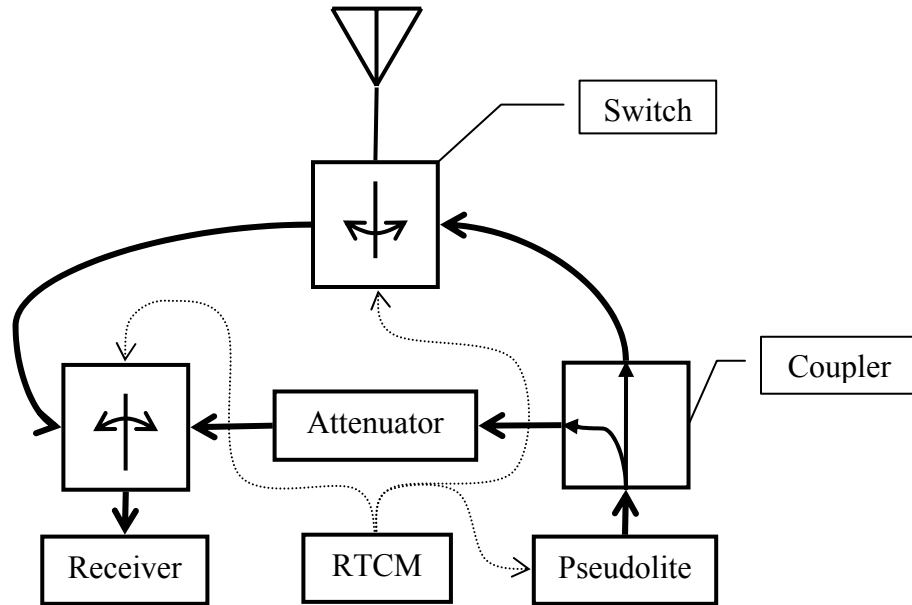 Switch
Coupler
Attenuator
Receiver
RTCM
Pseudolite